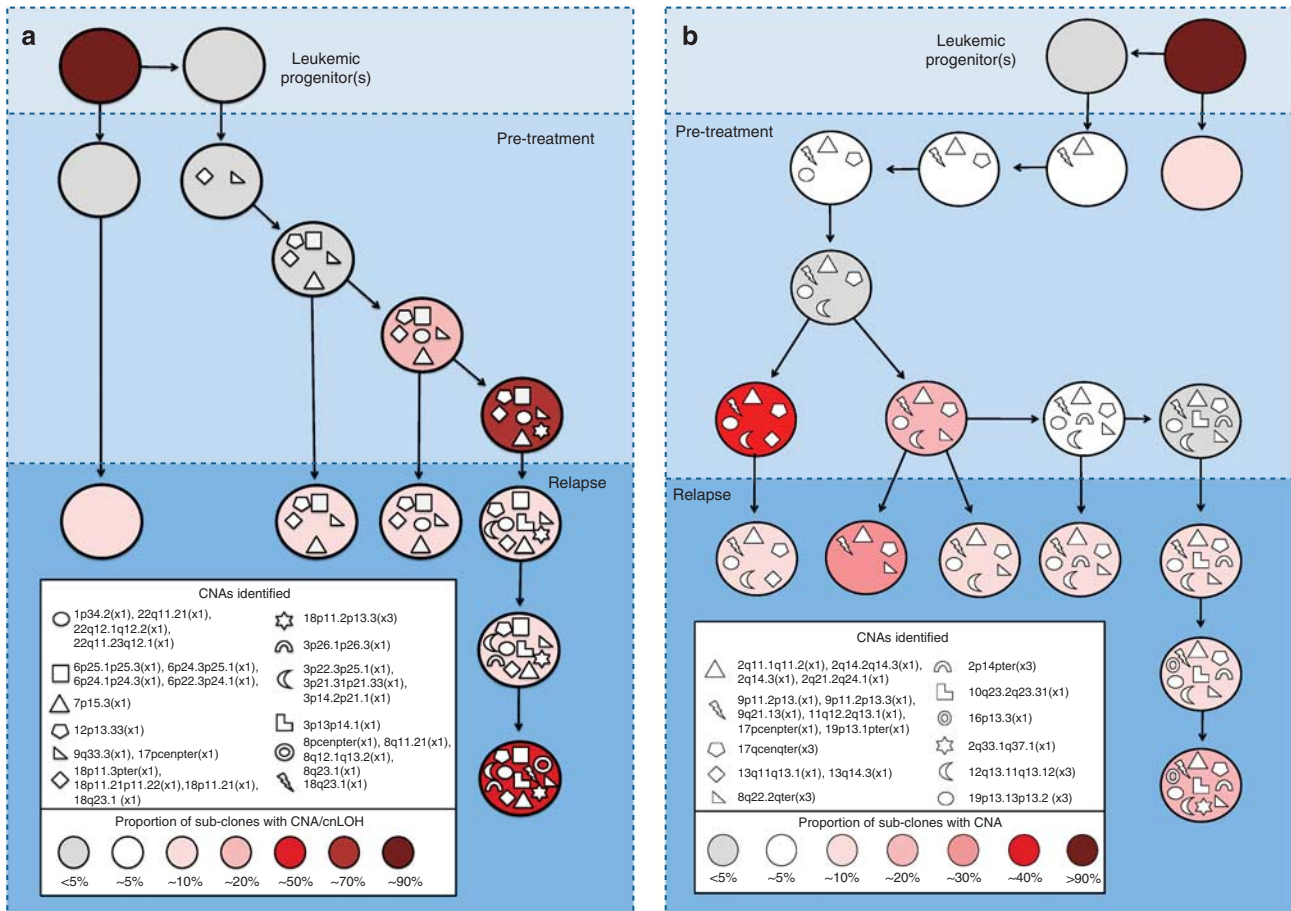 a
Leukemic
progenitor(s)
Pre-treatment
Relapse
CNAs identified
1p34.2(x1), 22q11.21(x1),
22q12.1q12.2(x1),
22q11.23q12.1(x1)
6p25.1p25.3(x1), 6p24.3p25.1(x1),
6p24.1p24.3(x1), 6p22.3p24.1(x1),
7p15.3(x1)
12p13.33(x1)
9q33.3(x1), 17pcenpter(x1)
18p11.3pter(x1),
18p11.21p11.22(x1),18p11.21(x1),
18q23.1 (x1)
18p11.2p13.3(x3)
3p26.1p26.3(x1)
3p22.3p25.1(x1),
3p21.31p21.33(x1),
3p14.2p21.1(x1)
3p13p14.1(x1)
8pcenpter(x1), 8q11.21(x1),
8q12.1q13.2(x1),
8q23.1(x1)
18q23.1(x1)
Proportion of sub-clones with CNA/cnLOH
<5% ~5% ~10% ~20% ~50% ~70% ~90%
b
Leukemic
progenitor(s)
Pre-treatment
Relapse
CNAs identified
2q11.1q11.2(x1), 2q14.2q14.3(x1),
2q14.3(x1), 2q21.2q24.1(x1)
9p11.2p13.(x1), 9p11.2p13.3(x1),
9q21.13(x1), 11q12.2q13.1(x1),
17pcenpter(x1), 19p13.1pter(x1)
17qcenqter(x3)
13q11q13.1(x1), 13q14.3(x1)
8q22.2qter(x3)
2p14pter(x3)
10q23.2q23.31(x1)
16p13.3(x1)
2q33.1q37.1(x1)
12q13.11q13.12(x3)
19p13.13p13.2 (x3)
Proportion of sub-clones with CNA
<5% ~5% ~10% ~20% ~30% ~40% >90%